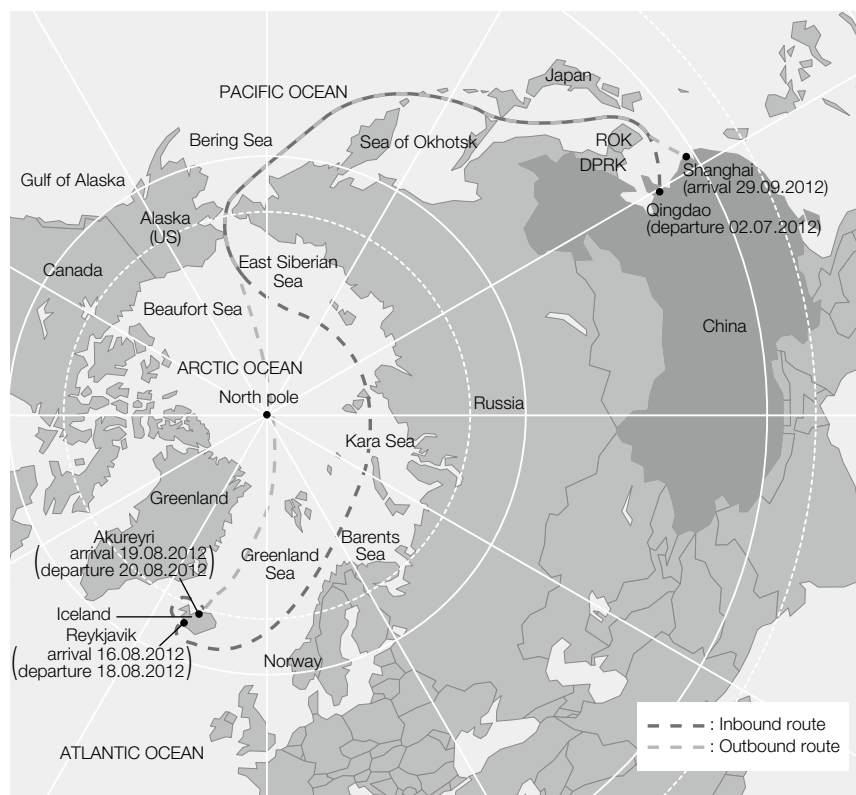 Japan
PACIFIC OCEAN
Bering Sea
Sea of Okhotsk
ROK
DPRK
Shanghai
(arrival 29.09.2012)
Gulf of Alaska
Qingdao
(departure 02.07.2012)
Alaska
(US)
Canada
East Siberian
Sea
Beaufort Sea
China
ARCTIC OCEAN
North pole
Russia
Kara Sea
Greenland
Akureyri
(arrival 19.08.2012)
(departure 20.08.2012)
Greenland
Sea
Barents
Sea
Iceland
Reykjavik
(arrival 16.08.2012)
(departure 18.08.2012)
Norway
ATLANTIC OCEAN
: Inbound route
: Outbound route